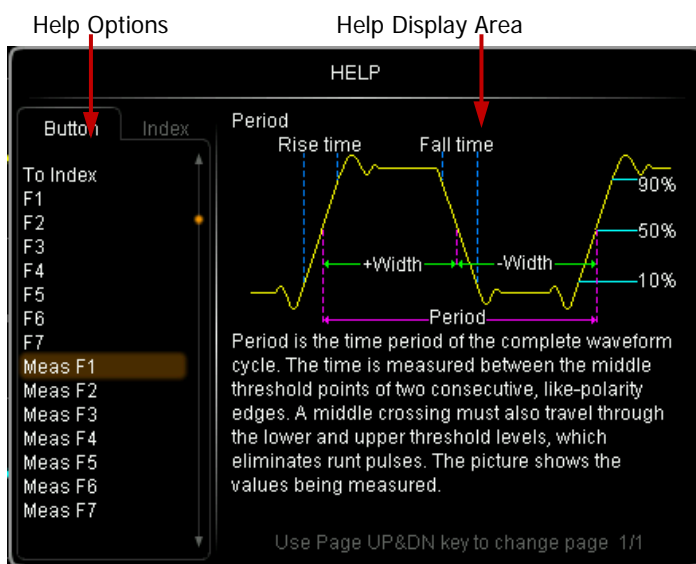 Help Options
Help Display Area
HELP
Button
Index
To Index
F1
F2
F3
F4
F5
F6
F7
Meas F1
Meas F2
Meas F3
Meas F4
Meas F5
Meas F6
Meas F7
Period
Rise time
Fall time
90%
50%
+Width
-Width
10%
Period
Period is the time period of the complete waveform
cycle. The time is measured between the middle
threshold points of two consecutive, like-polarity
edges. A middle crossing must also travel through
the lower and upper threshold levels, which
eliminates runt pulses. The picture shows the
values being measured.
Use Page UP&DN key to change page 1/1